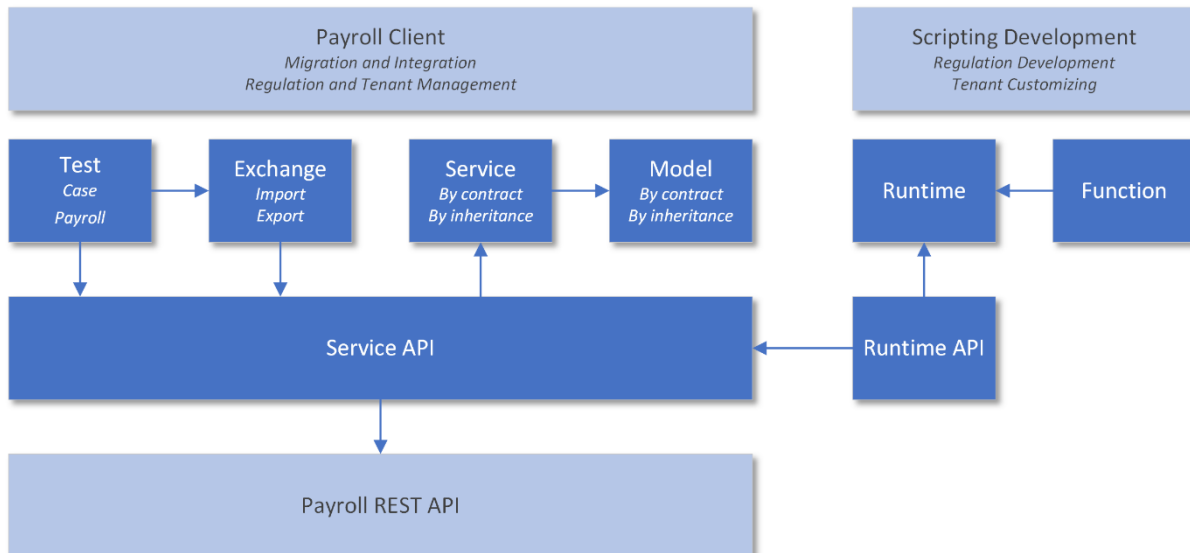 Payroll Client
Migration and Integration
Regulation and Tenant Management
Scripting Development
Regulation Development
Tenant Customizing
Test
Case
Payroll
Exchange
Import
Export
Service
By contract
By inheritance
Model
By contract
By inheritance
Runtime
Function
Service API
Runtime API
Payroll REST API